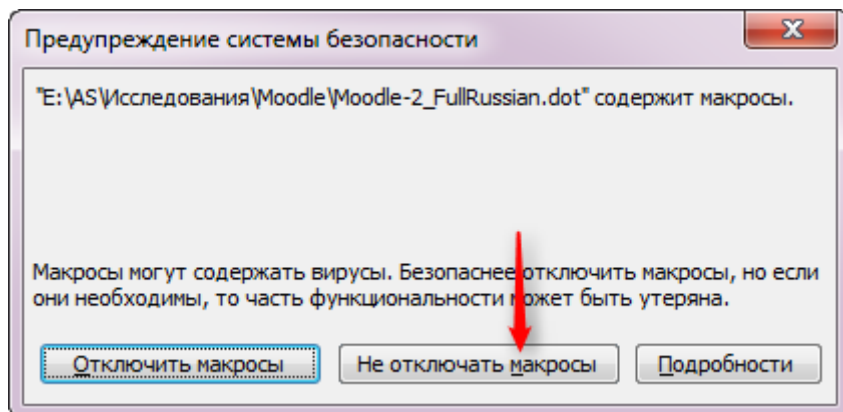 Предупреждение системы безопасности
"E:\AS\Исследования\Moodle\Moodle-2_FullRussian.dot" содержит макросы.
Макросы могут содержать вирусы. Безопаснее отключить макросы, но если
они необходимы, то часть функциональности может быть утеряна.
Отключить макросы
Не отключать макросы
Подробности